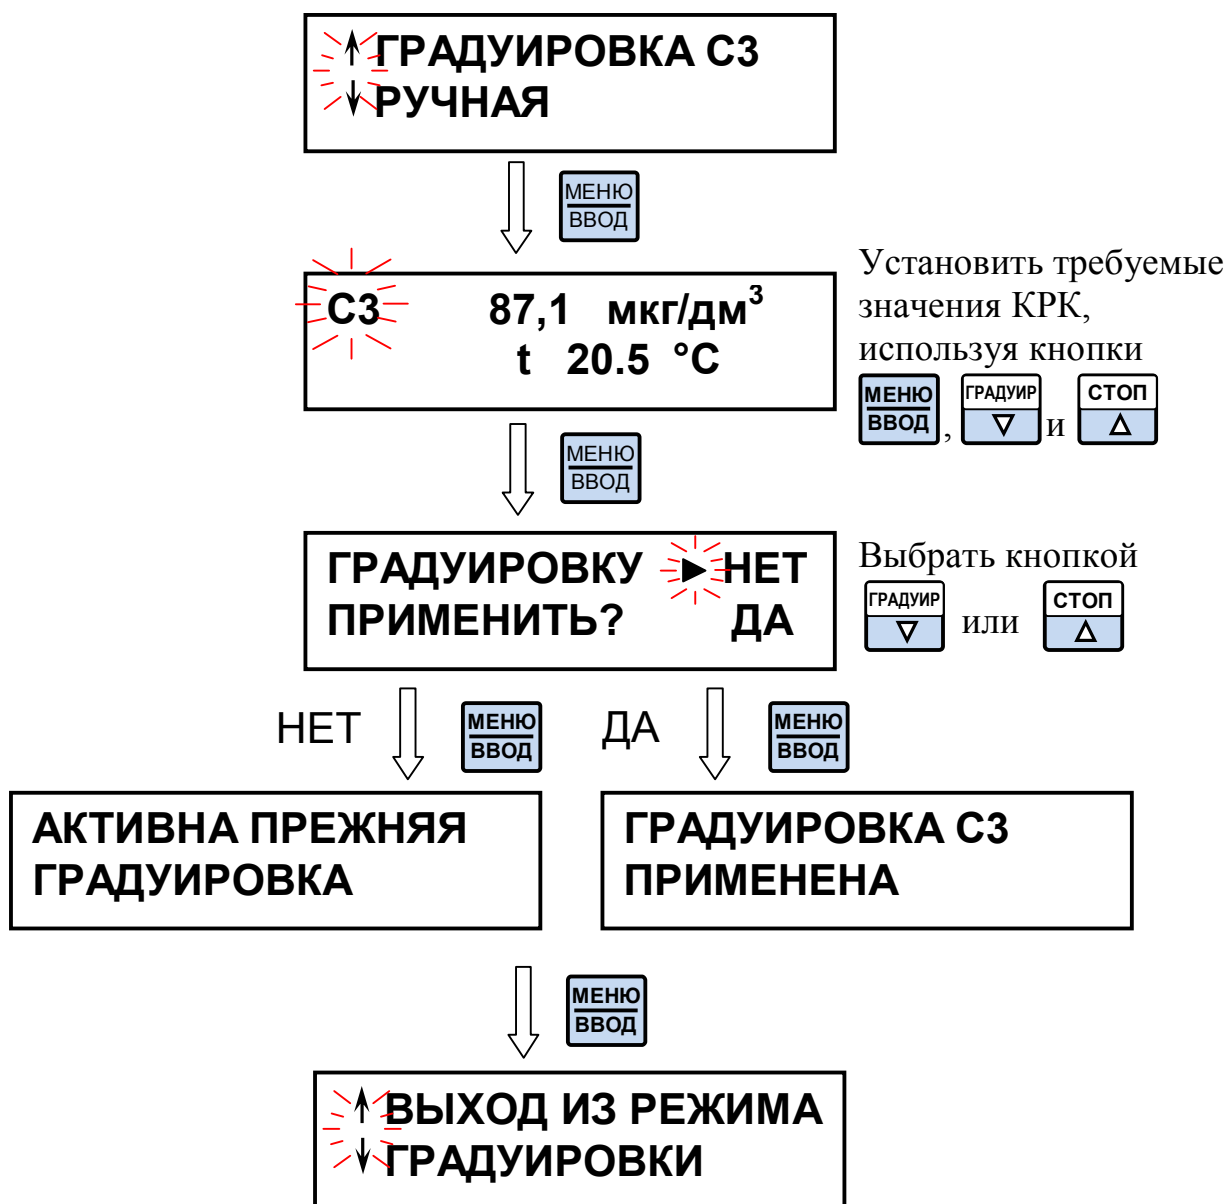 ГРАДУИРОВКА С3
РУЧНАЯ
МЕНЮ
ВВОД
С3 87,1 мкг/дм³
t 20.5 °С
Установить требуемые
значения КРК,
используя кнопки
МЕНЮ ГРАДУИР СТОП
ВВОД , ▽ и △
МЕНЮ
ВВОД
ГРАДУИРОВКУ ►НЕТ
ПРИМЕНИТЬ? ДА
Выбрать кнопкой
ГРАДУИР СТОП
▽ или △
НЕТ
МЕНЮ
ВВОД
ДА
МЕНЮ
ВВОД
АКТИВНА ПРЕЖНЯЯ
ГРАДУИРОВКА
ГРАДУИРОВКА С3
ПРИМЕНЕНА
МЕНЮ
ВВОД
ВЫХОД ИЗ РЕЖИМА
ГРАДУИРОВКИ